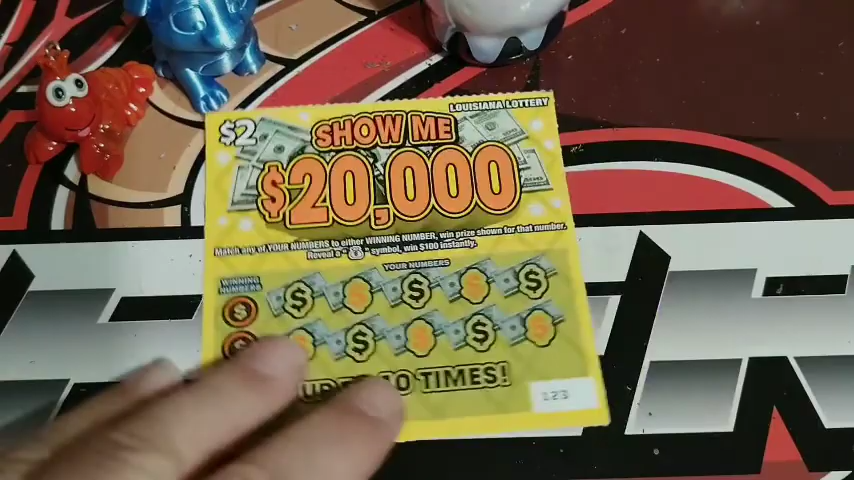 LOUISIANA LOTTERY
$2
SHOW ME
$20,000
Match any of YOUR NUMBERS to either WINNING NUMBER, win prize shown for that number.
Reveal a " " symbol, win $100 instantly.
YOUR NUMBERS
WINNING
NUMBERS
$ $ $ $ $
$
$ $ $ $ $
$
TIMES!
123